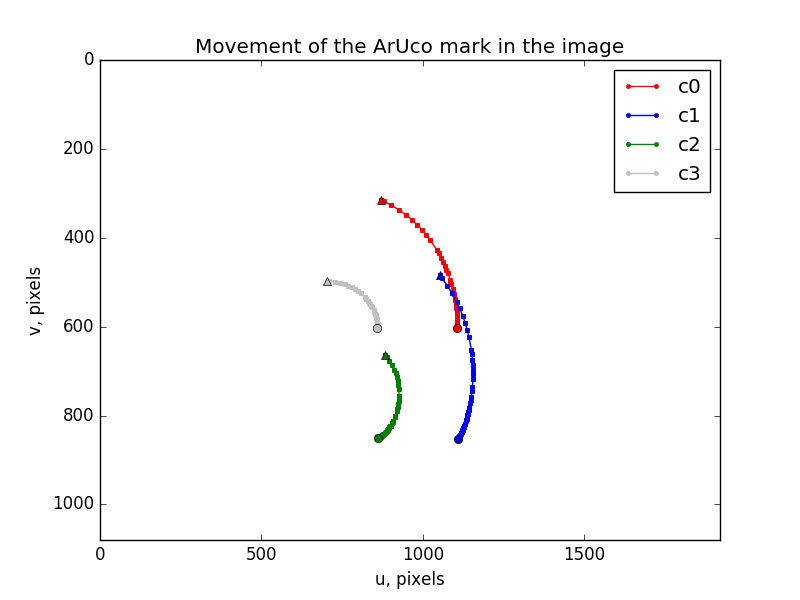 Movement of the ArUco mark in the image
0
200
400
600
800
1000
v, pixels
c0
c1
c2
c3
0 500 1000 1500
u, pixels